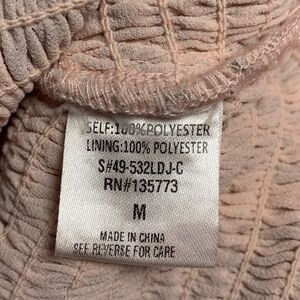 SELF:100%POLYESTER
LINING:100% POLYESTER
S#49-532LDJ-C
RN#135773
M
MADE IN CHINA
SEE REVERSE FOR CARE